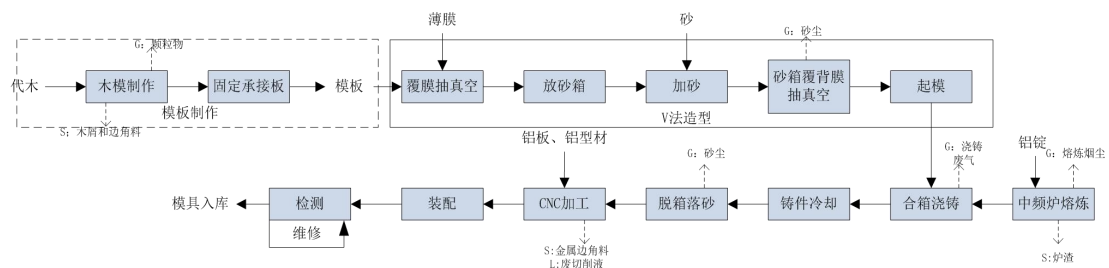 薄膜
砂
G：砂尘
G：颗粒物
代木
木模制作
固定承接板
模板
覆膜抽真空
放砂箱
加砂
砂箱覆背膜
抽真空
起模
模板制作
S：木屑和边角料
V法造型
铝板、铝型材
G：砂尘
G：浇铸
废气
铝锭
G：熔炼烟尘
模具入库
检测
装配
CNC加工
脱箱落砂
铸件冷却
合箱浇铸
中频炉熔炼
维修
S:金属边角料
L:废切削液
S:炉渣